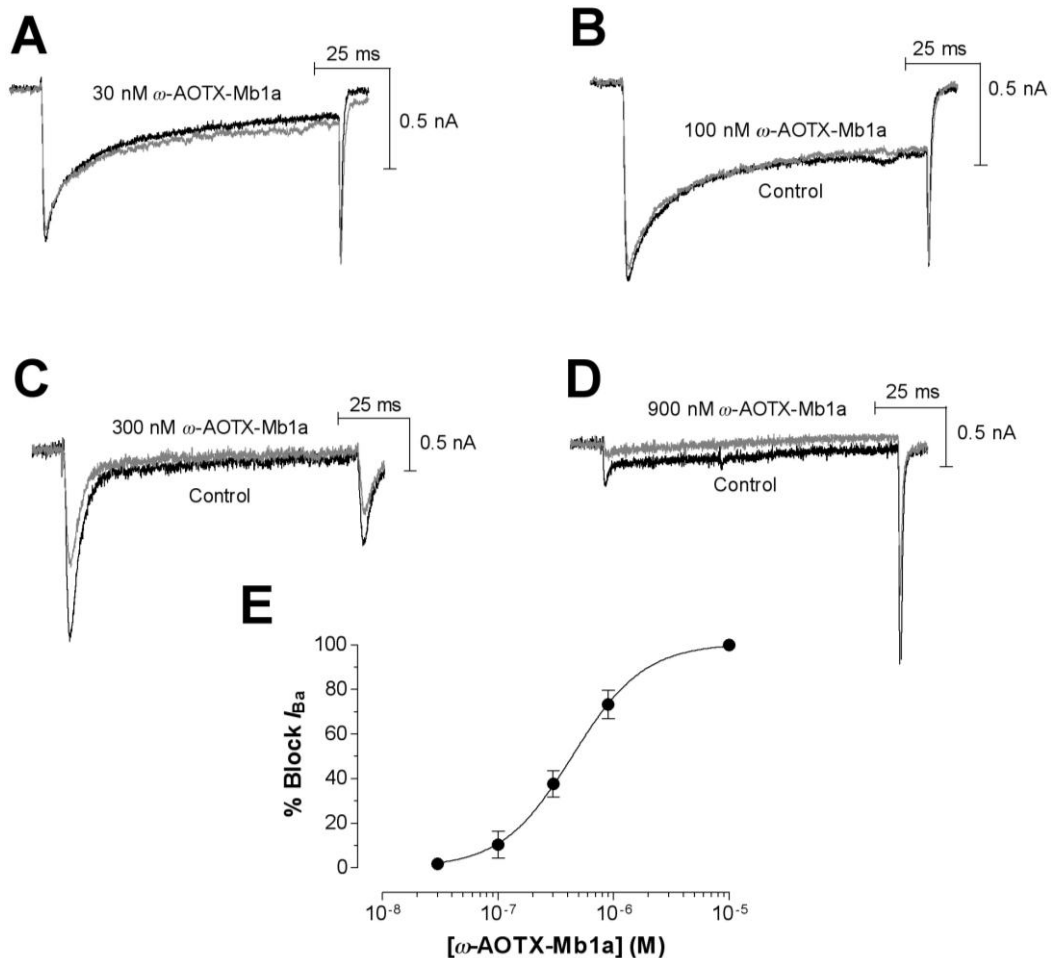 A
25 ms
30 nM ω-AOTX-Mb1a
0.5 nA
B
25 ms
100 nM ω-AOTX-Mb1a
0.5 nA
Control
C
25 ms
300 nM ω-AOTX-Mb1a
0.5 nA
Control
D
25 ms
900 nM ω-AOTX-Mb1a
0.5 nA
Control
E
% Block IBa
100
80
60
40
20
0
10-8
10-7
10-6
10-5
[ω-AOTX-Mb1a] (M)